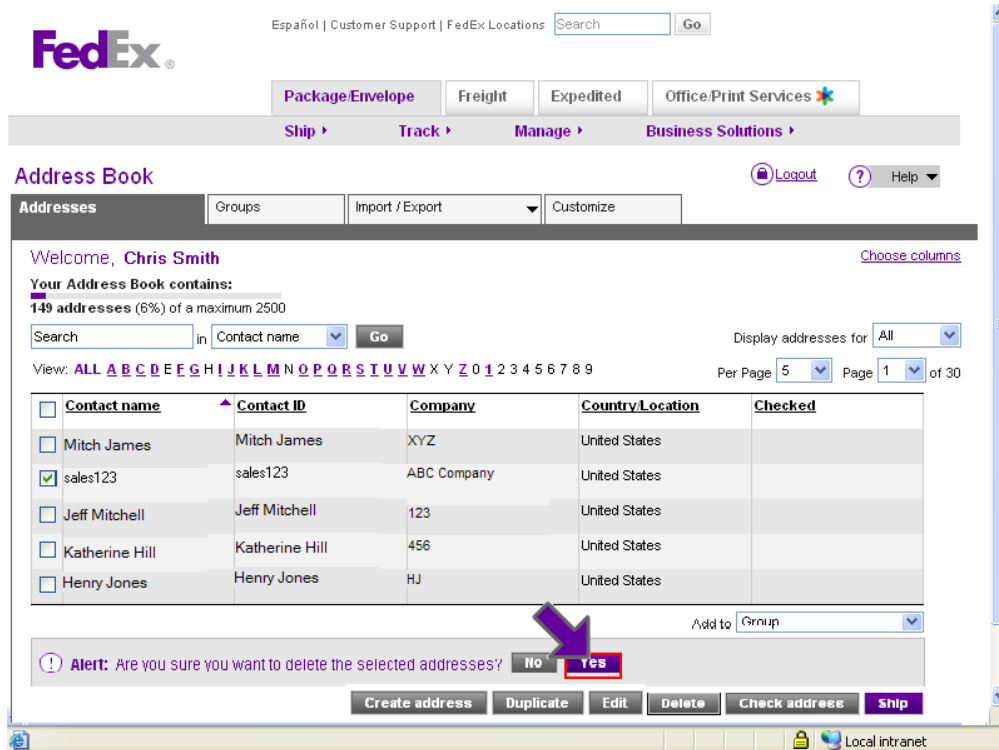 Español | Customer Support | FedEx Locations Search Go
FedEx®
Package/Envelope Freight Expedited Office/Print Services
Ship Track Manage Business Solutions
Address Book Logout ? Help
Addresses Groups Import / Export Customize
Welcome, Chris Smith Choose columns
Your Address Book contains:
149 addresses (6%) of a maximum 2500
Search in Contact name Go Display addresses for All
View: ALL A B C D E F G H I J K L M N O P Q R S T U V W X Y Z 0 1 2 3 4 5 6 7 8 9 Per Page 5 Page 1 of 30
Contact name Contact ID Company Country/Location Checked
Mitch James Mitch James XYZ United States
sales123 sales123 ABC Company United States
Jeff Mitchell Jeff Mitchell 123 United States
Katherine Hill Katherine Hill 456 United States
Henry Jones Henry Jones HJ United States
Add to Group
! Alert: Are you sure you want to delete the selected addresses? No Yes
Create address Duplicate Edit Delete Check address Ship
Local intranet